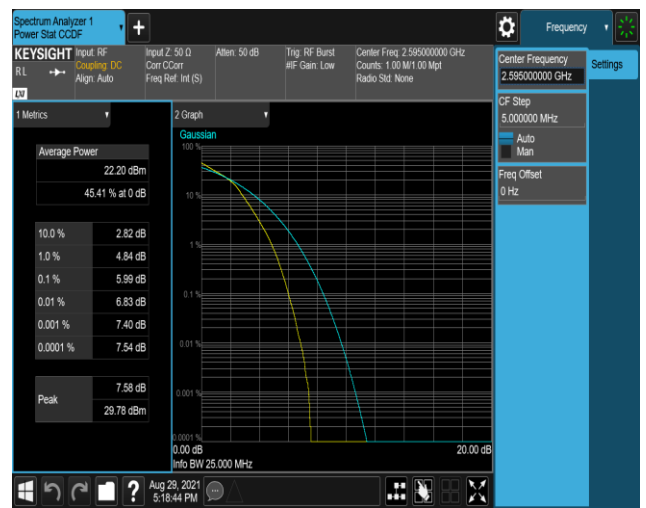 Spectrum Analyzer 1
Power Stat CCDF
+
Frequency
KEYSIGHT
RL
LXI
Input: RF
Coupling: DC
Align: Auto
Input Z: 50 Ω
Corr CCorr
Freq Ref: Int (S)
Atten: 50 dB
Trig: RF Burst
#IF Gain: Low
Center Freq: 2.595000000 GHz
Counts: 1.00 M/1.00 Mpt
Radio Std: None
Center Frequency
2.595000000 GHz
Settings
CF Step
5.000000 MHz
Auto
Man
Freq Offset
0 Hz
1 Metrics
Average Power
22.20 dBm
45.41 % at 0 dB
10.0 % 2.82 dB
1.0 % 4.84 dB
0.1 % 5.99 dB
0.01 % 6.83 dB
0.001 % 7.40 dB
0.0001 % 7.54 dB
Peak
7.58 dB
29.78 dBm
2 Graph
Gaussian
100 %
10 %
1 %
0.1 %
0.01 %
0.001 %
0.0001 %
0.00 dB
20.00 dB
Info BW 25.000 MHz
?
Aug 29, 2021
5:18:44 PM